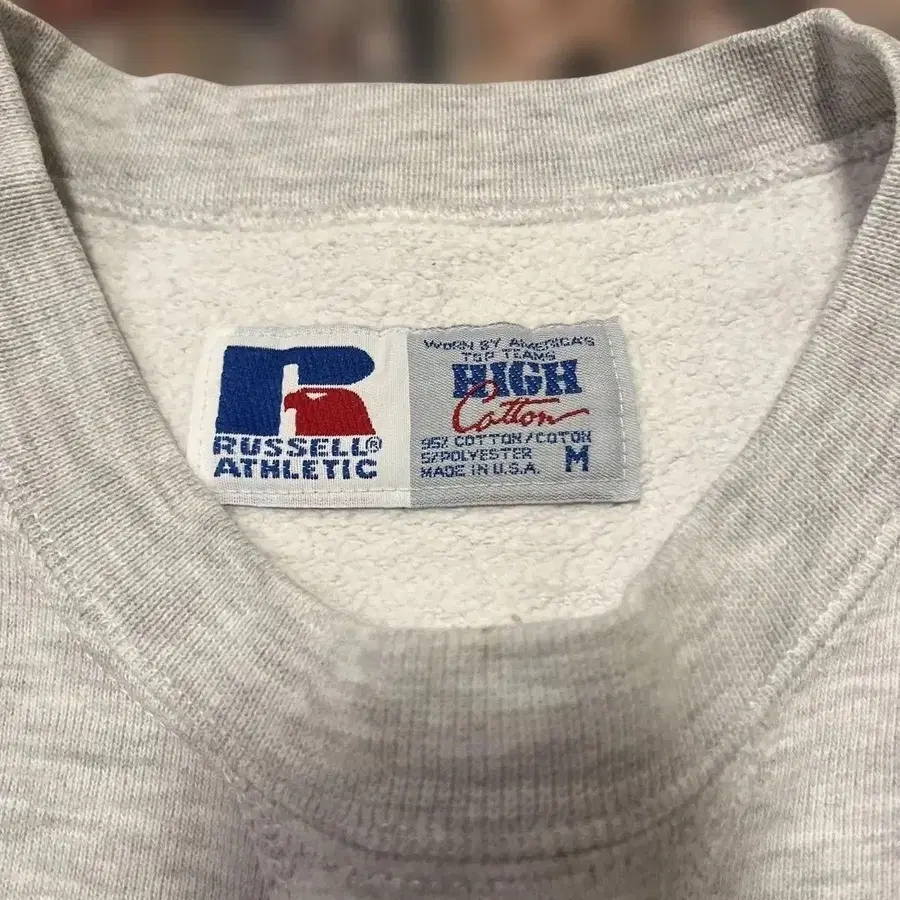 RUSSELL®
ATHLETIC
WORN BY AMERICA'S
TOP TEAMS
HIGH
Cotton
95% COTTON/COTON
5%POLYESTER
MADE IN U.S.A.
M